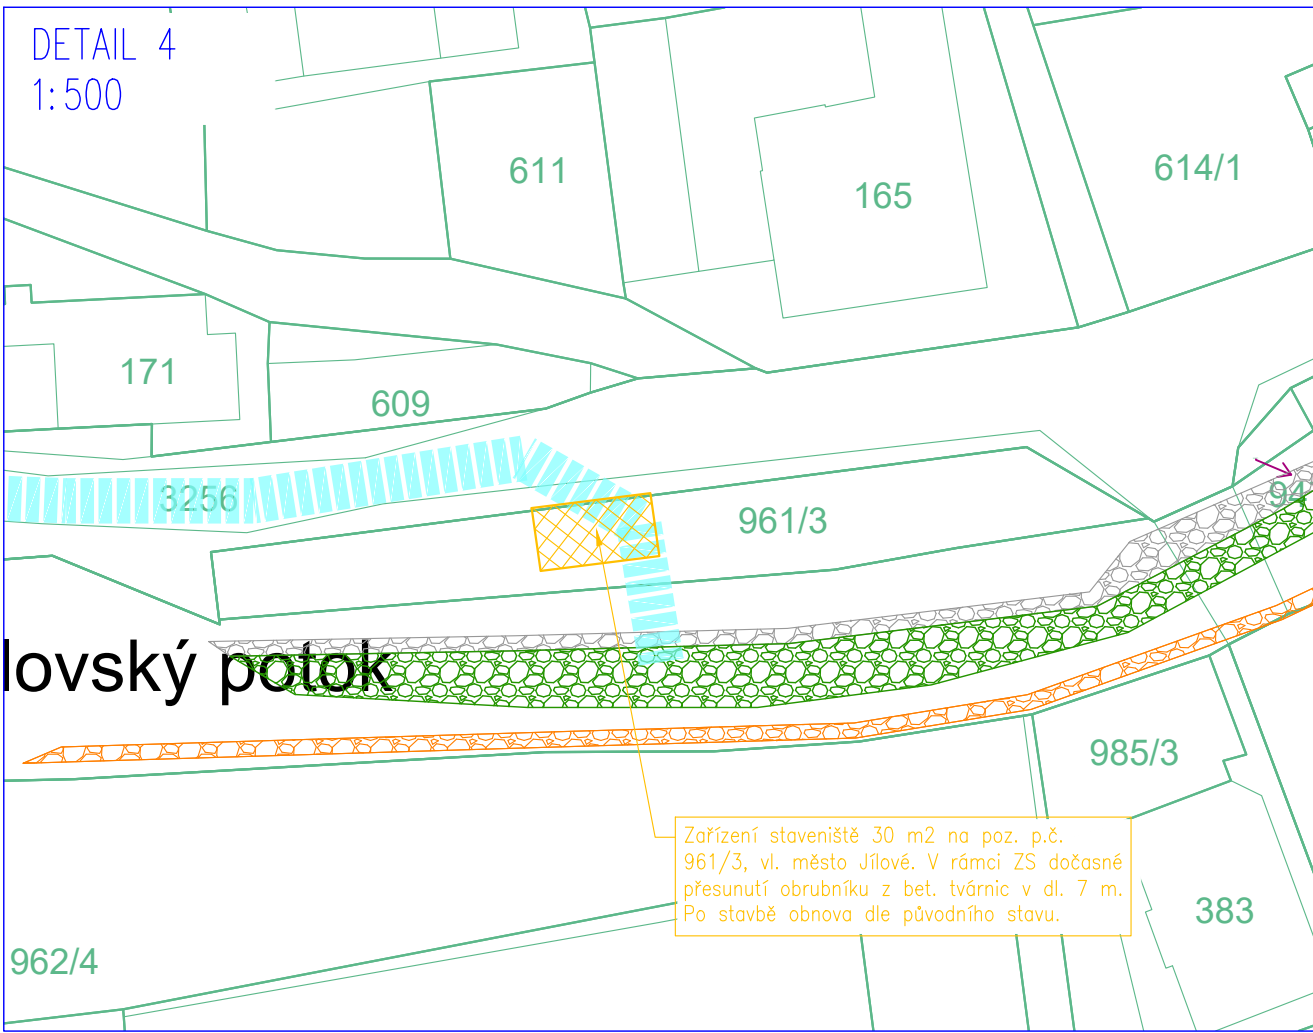 DETAIL 4
1:500
611
165
614/1
171
609
3256
961/3
94
lovský potok
985/3
Zařízení staveniště 30 m2 na poz. p.č.
961/3, vl. město Jílové. V rámci ZS dočasné
přesunutí obrubníku z bet. tvárnic v dl. 7 m.
Po stavbě obnova dle původního stavu.
383
962/4